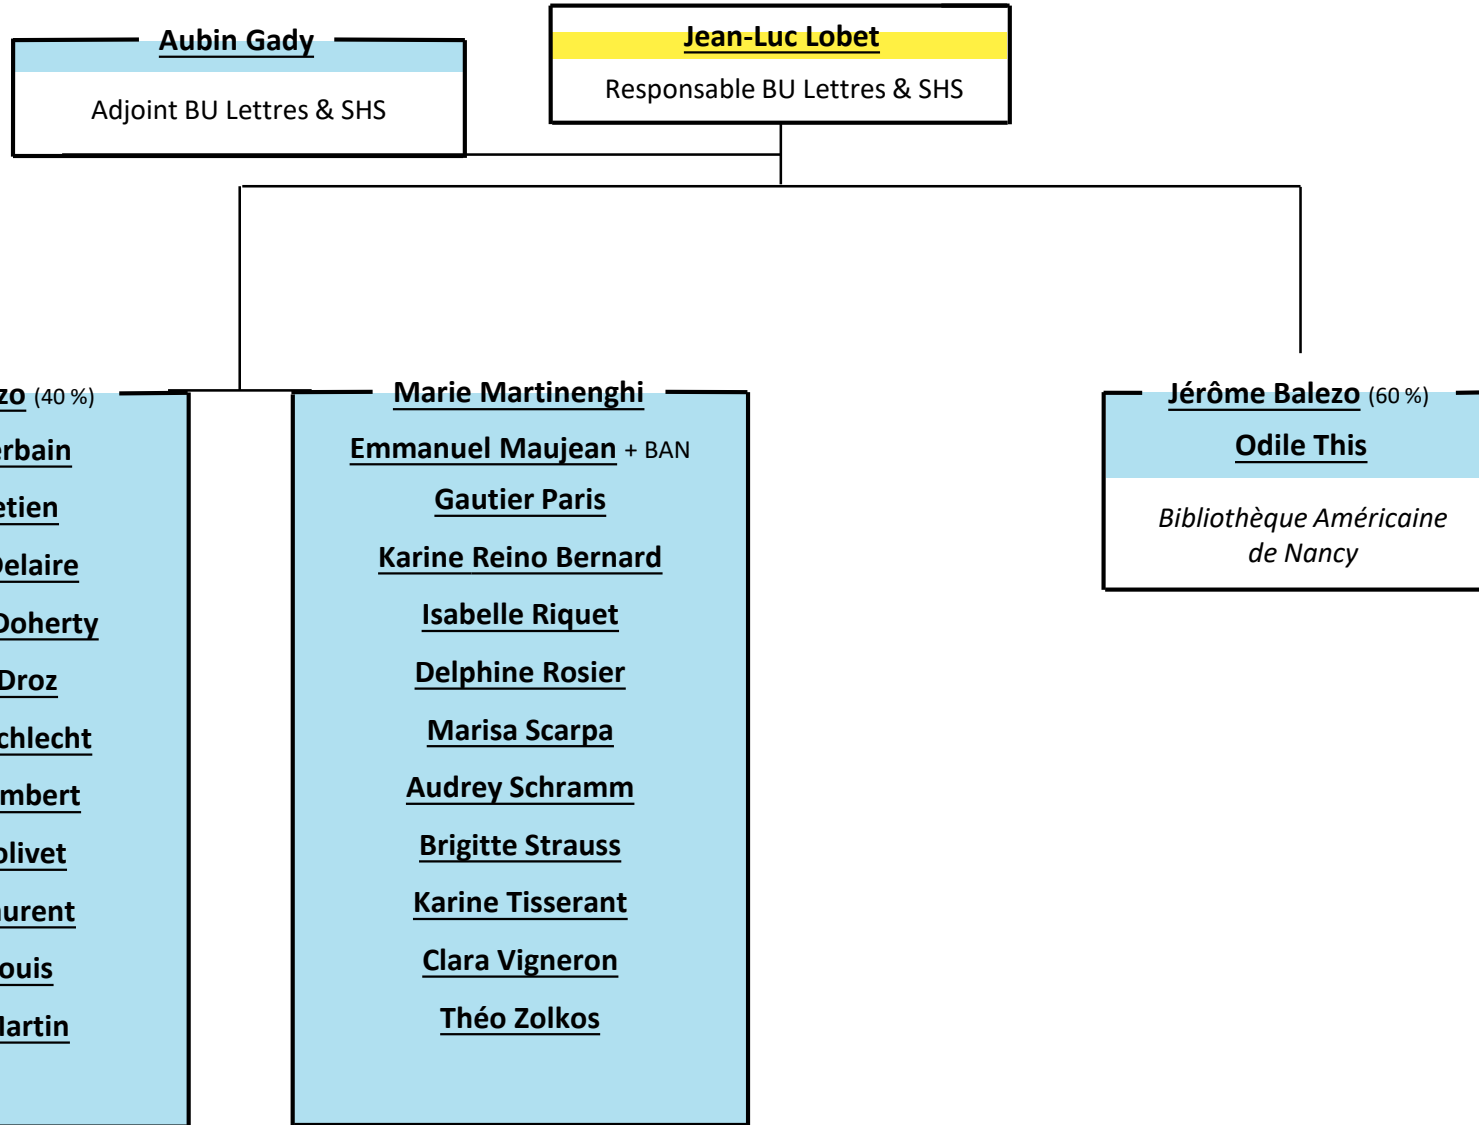 Aubin Gady
Adjoint BU Lettres & SHS
Jean-Luc Lobet
Responsable BU Lettres & SHS
(40 %)
Doherty
Droz
Marie Martinenghi
Emmanuel Maujean + BAN
Gautier Paris
Karine Reino Bernard
Isabelle Riquet
Delphine Rosier
Marisa Scarpa
Audrey Schramm
Brigitte Strauss
Karine Tisserant
Clara Vigneron
Théo Zolkos
Jérôme Balezo (60 %)
Odile This
Bibliothèque Américaine
de Nancy